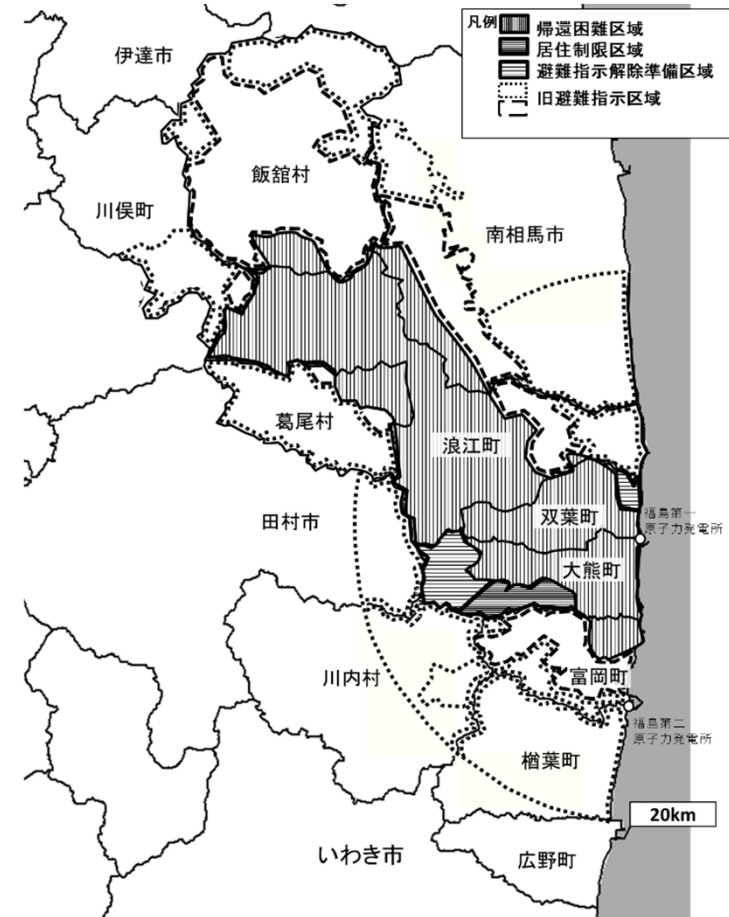 凡例
帰還困難区域
居住制限区域
避難指示解除準備区域
旧避難指示区域
伊達市
飯舘村
川俣町
南相馬市
葛尾村
浪江町
田村市
双葉町
福島第一
原子力発電所
大熊町
川内村
富岡町
福島第二
原子力発電所
楢葉町
20km
いわき市
広野町